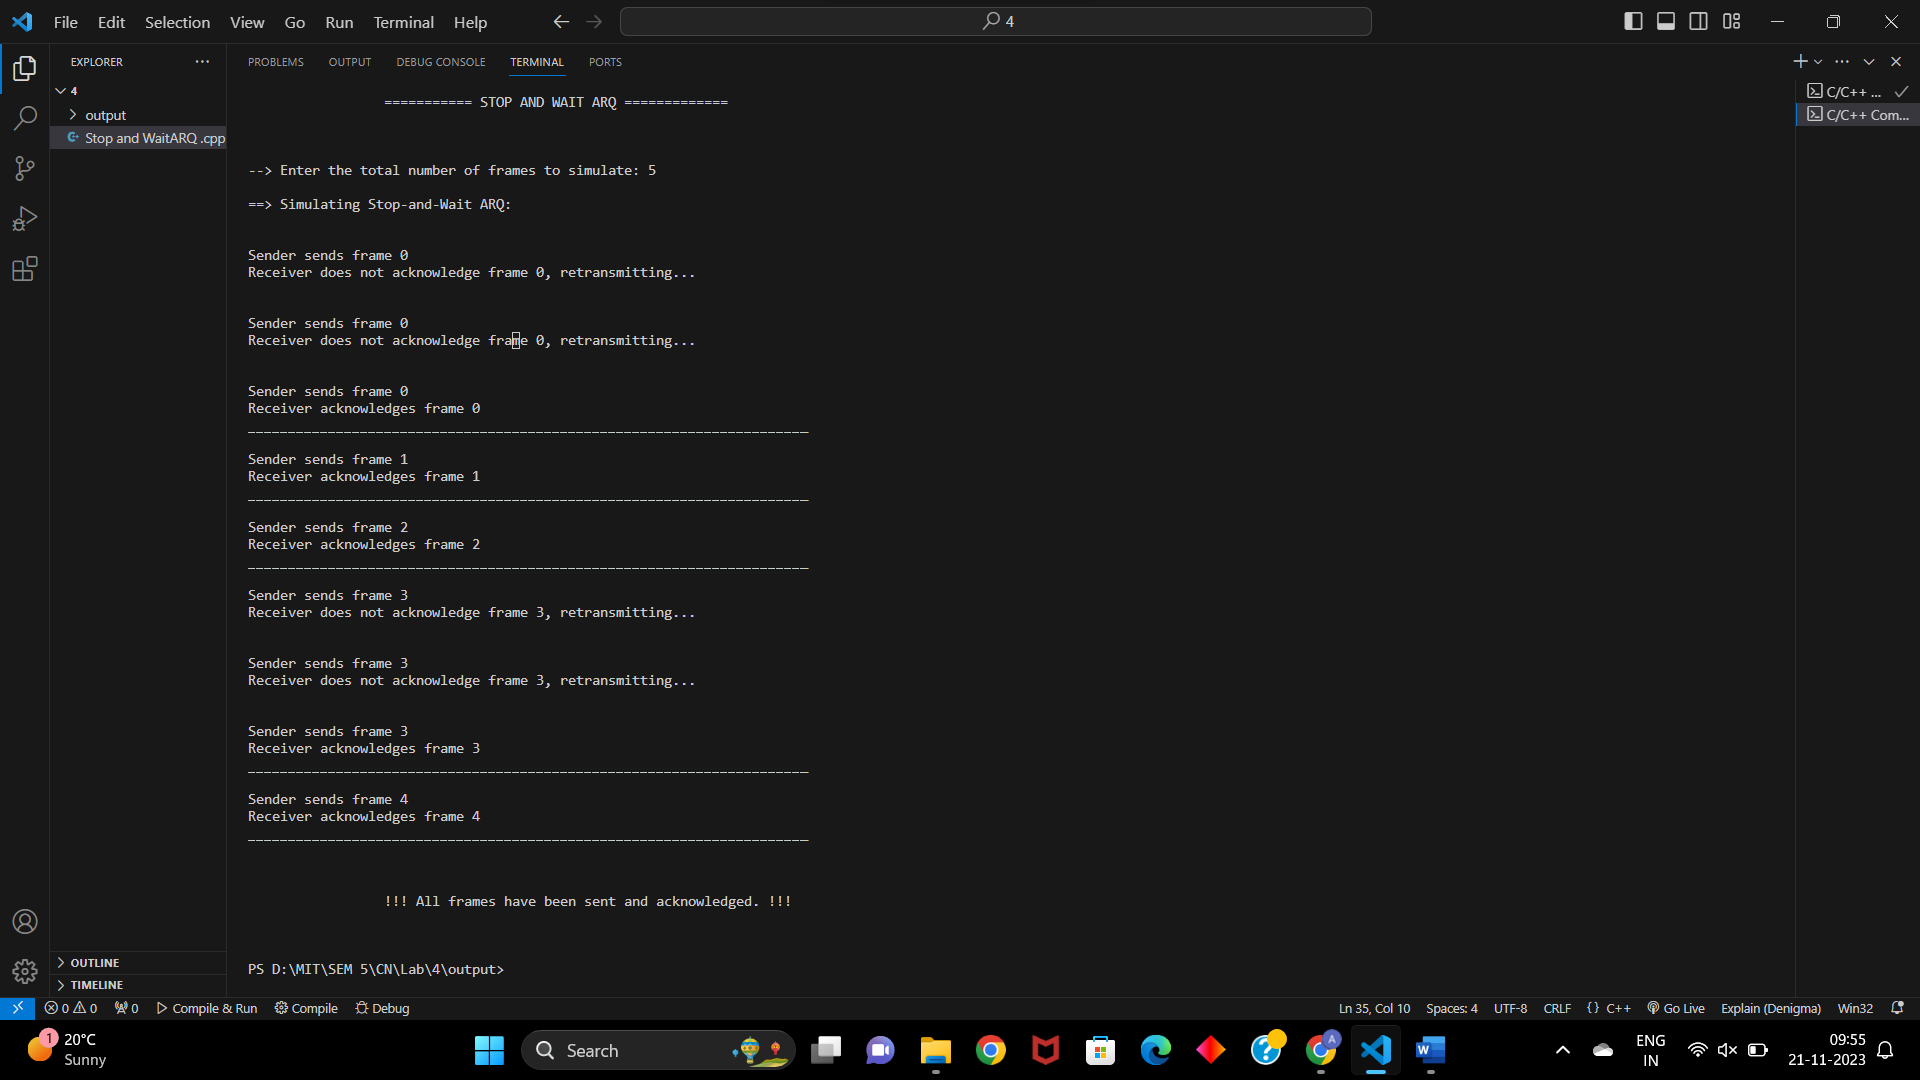 File Edit Selection View Go Run Terminal Help
4
EXPLORER
PROBLEMS OUTPUT DEBUG CONSOLE TERMINAL PORTS
4
output
Stop and WaitARQ .cpp
C/C++ ...
C/C++ Com...
=========== STOP AND WAIT ARQ =============
--> Enter the total number of frames to simulate: 5
==> Simulating Stop-and-Wait ARQ:
Sender sends frame 0
Receiver does not acknowledge frame 0, retransmitting...
Sender sends frame 0
Receiver does not acknowledge frame 0, retransmitting...
Sender sends frame 0
Receiver acknowledges frame 0
______________________________________________________________________
Sender sends frame 1
Receiver acknowledges frame 1
______________________________________________________________________
Sender sends frame 2
Receiver acknowledges frame 2
______________________________________________________________________
Sender sends frame 3
Receiver does not acknowledge frame 3, retransmitting...
Sender sends frame 3
Receiver does not acknowledge frame 3, retransmitting...
Sender sends frame 3
Receiver acknowledges frame 3
______________________________________________________________________
Sender sends frame 4
Receiver acknowledges frame 4
______________________________________________________________________
!!! All frames have been sent and acknowledged. !!!
PS D:\MIT\SEM 5\CN\Lab\4\output>
OUTLINE
TIMELINE
0 0 0 Compile & Run Compile Debug
Ln 35, Col 10 Spaces: 4 UTF-8 CRLF {} C++ Go Live Explain (Denigma) Win32
1
20°C
Sunny
Search
A
W
ENG
IN
09:55
21-11-2023